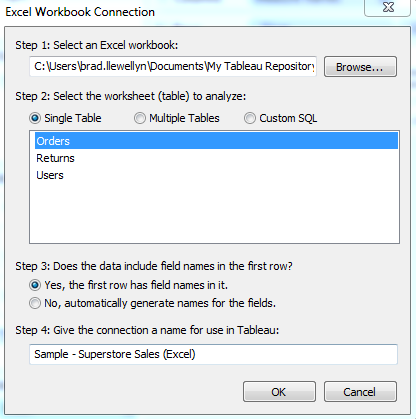 Excel Workbook Connection
Step 1: Select an Excel workbook:
C:\Users\brad.llewellyn\Documents\My Tableau Repository
Browse...
Step 2: Select the worksheet (table) to analyze:
Single Table Multiple Tables Custom SQL
Orders
Returns
Users
Step 3: Does the data include field names in the first row?
Yes, the first row has field names in it.
No, automatically generate names for the fields.
Step 4: Give the connection a name for use in Tableau:
Sample - Superstore Sales (Excel)
OK Cancel